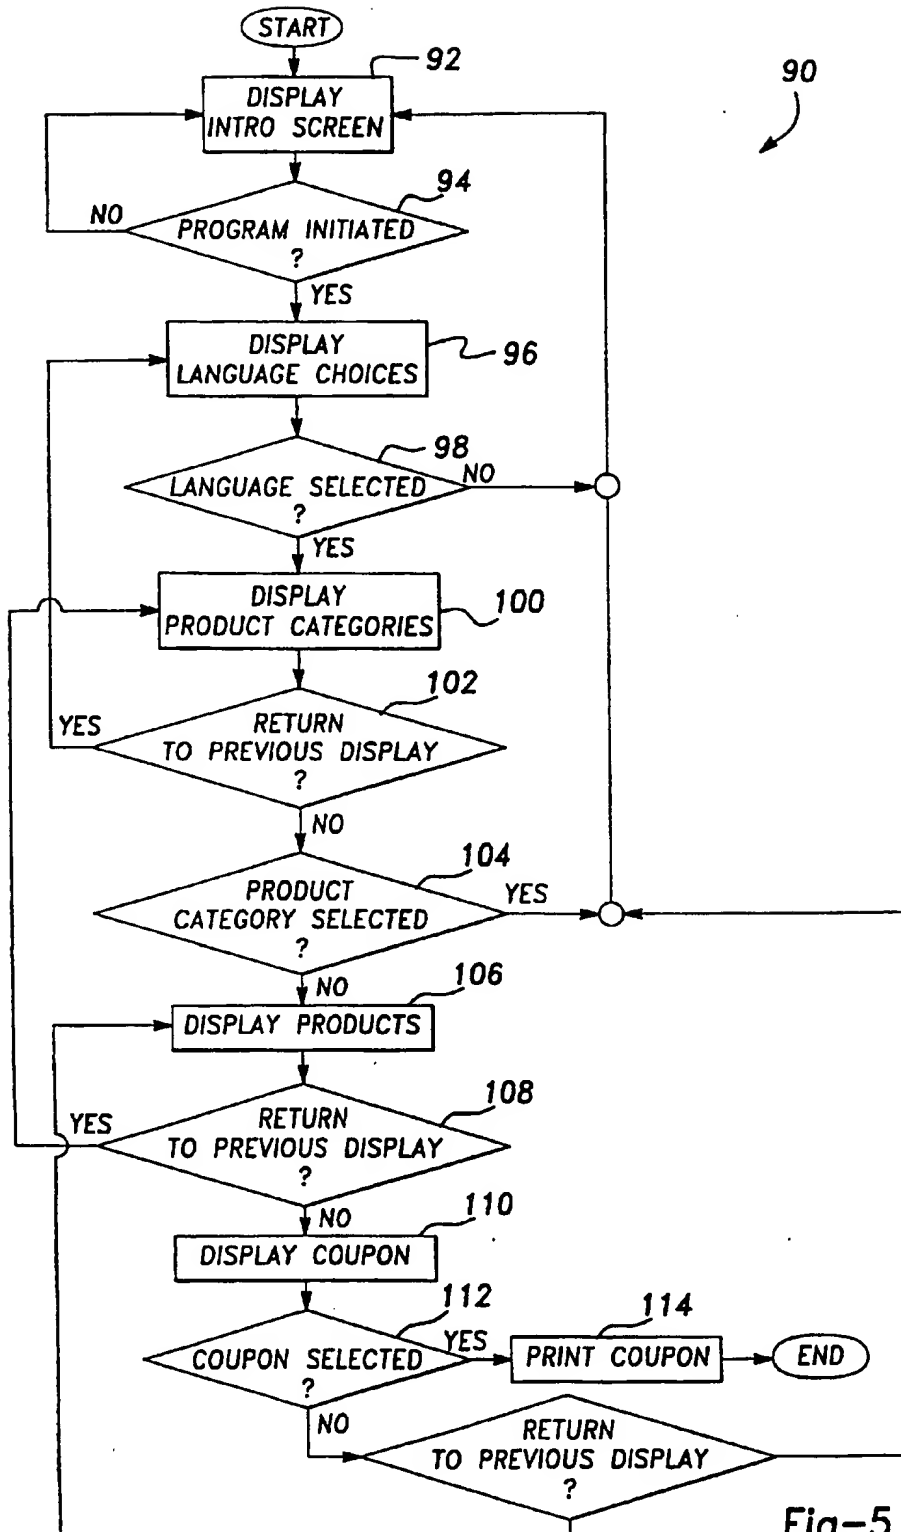 START
92
DISPLAY
INTRO SCREEN
90
94
NO
PROGRAM INITIATED
?
YES
DISPLAY
LANGUAGE CHOICES
96
98
NO
LANGUAGE SELECTED
?
YES
DISPLAY
PRODUCT CATEGORIES
100
102
YES
RETURN
TO PREVIOUS DISPLAY
?
NO
104
PRODUCT
CATEGORY SELECTED
?
YES
NO
106
DISPLAY PRODUCTS
108
YES
RETURN
TO PREVIOUS DISPLAY
?
NO
110
DISPLAY COUPON
112
YES
114
COUPON SELECTED
?
PRINT COUPON
END
NO
RETURN
TO PREVIOUS DISPLAY
?
Fig-5